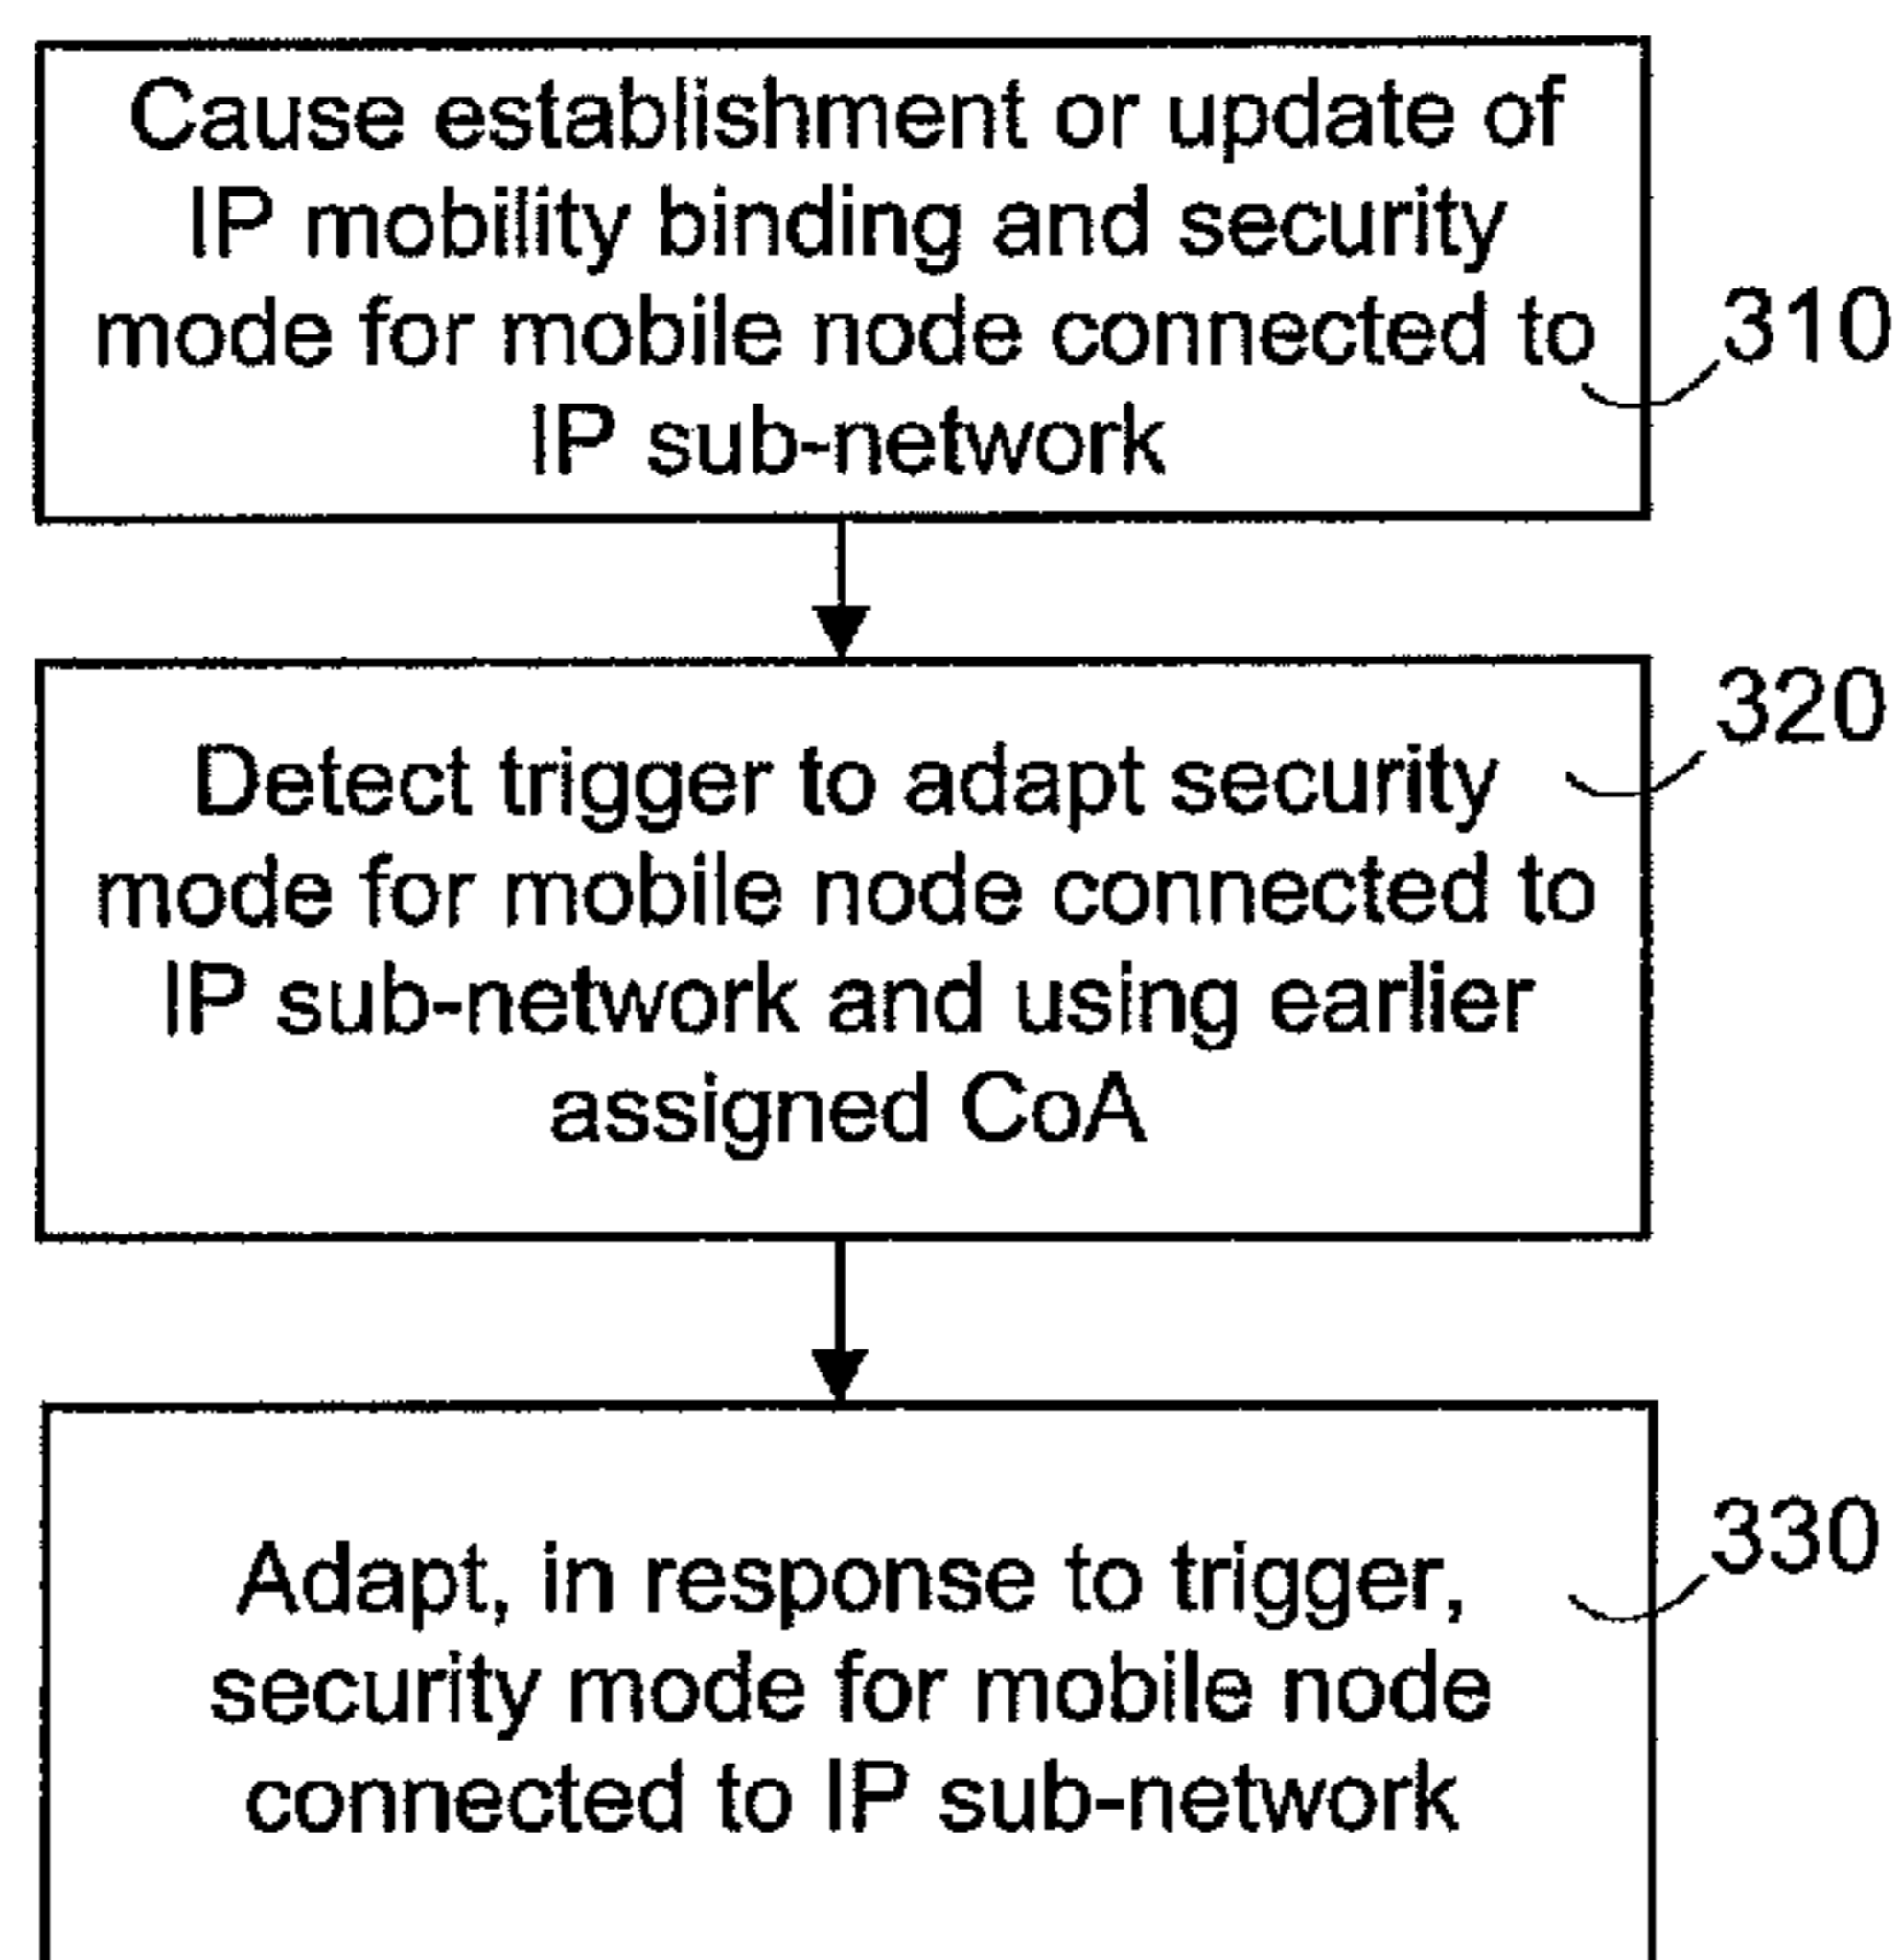 Cause establishment or update of
IP mobility binding and security
mode for mobile node connected to
IP sub-network
310
320
Detect trigger to adapt security
mode for mobile node connected to
IP sub-network and using earlier
assigned CoA
330
Adapt, in response to trigger,
security mode for mobile node
connected to IP sub-network